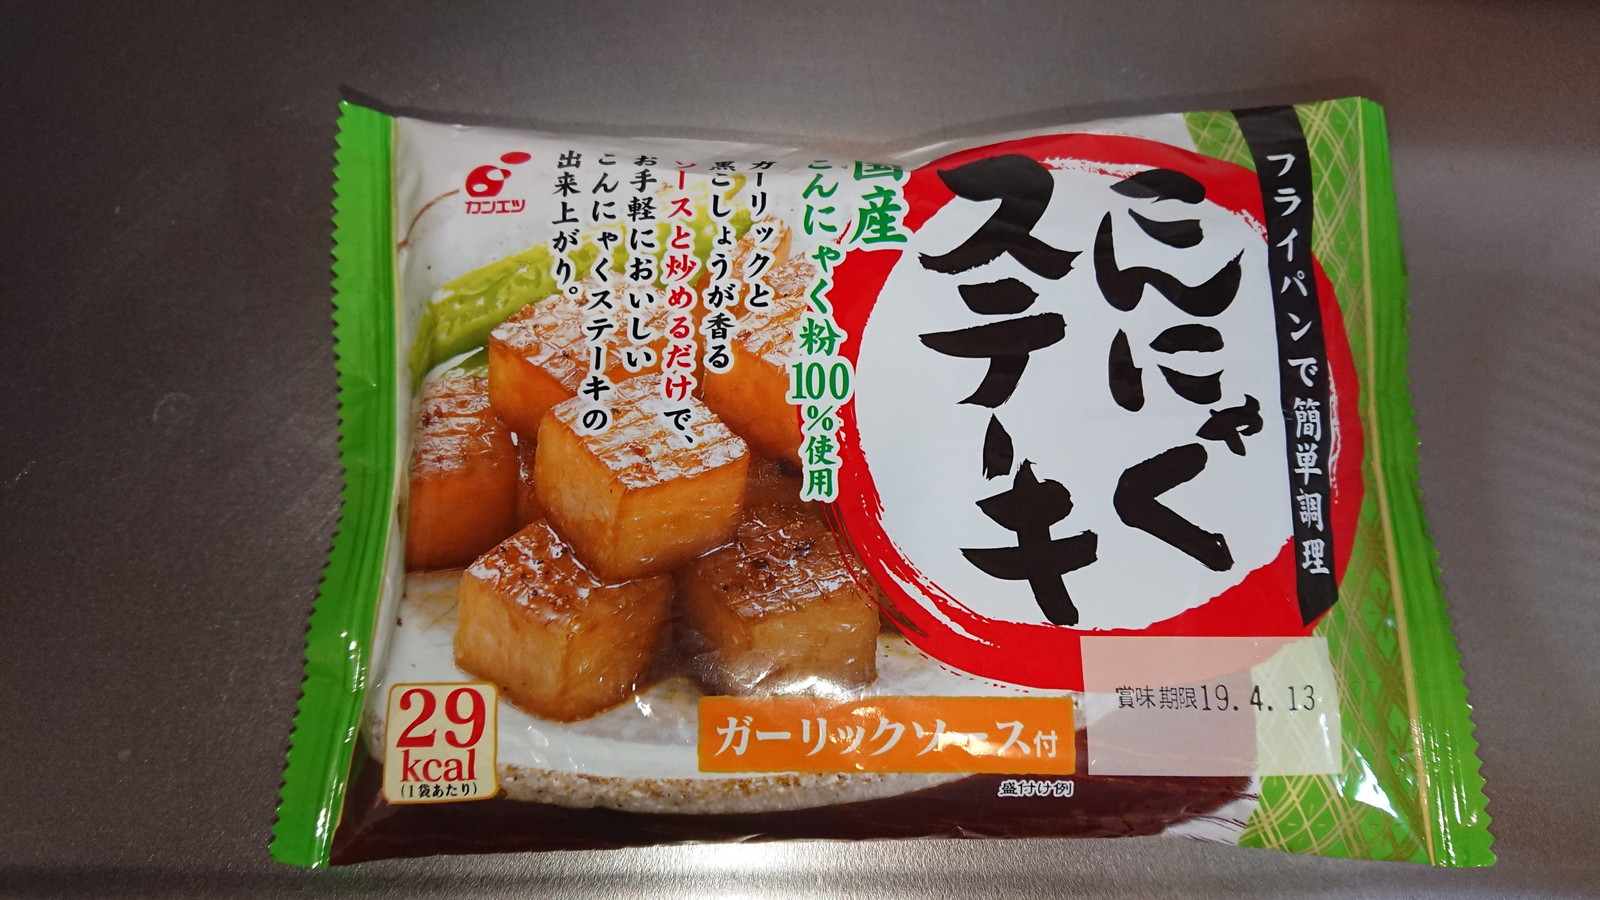 フライパンで簡単調理
こんにゃく
ステーキ
国産
こんにゃく粉100%使用
ガーリックと
黒こしょうが香る
ソースと炒めるだけで、
お手軽においしい
こんにゃくステーキの
出来上がり。
カンエツ
29
kcal
(1袋あたり)
ガーリックソース付
盛付け例
賞味期限19.4.13